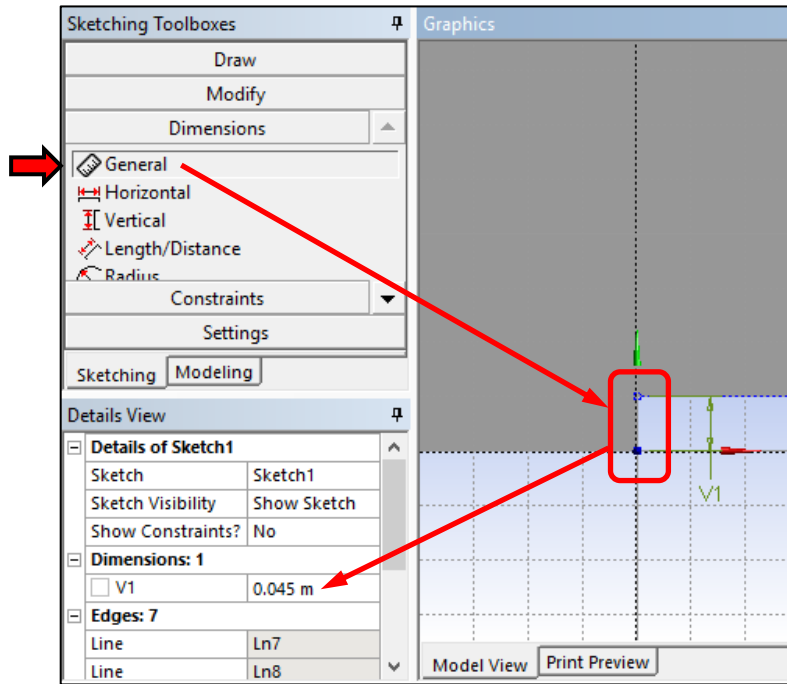 Sketching Toolboxes
Draw
Modify
Dimensions
General
Horizontal
Vertical
Length/Distance
Radius
Constraints
Settings
Sketching Modeling
Details View
Details of Sketch1
Sketch Sketch1
Sketch Visibility Show Sketch
Show Constraints? No
Dimensions: 1
V1 0.045 m
Edges: 7
Line Ln7
Line Ln8
Graphics
V1
Model View Print Preview